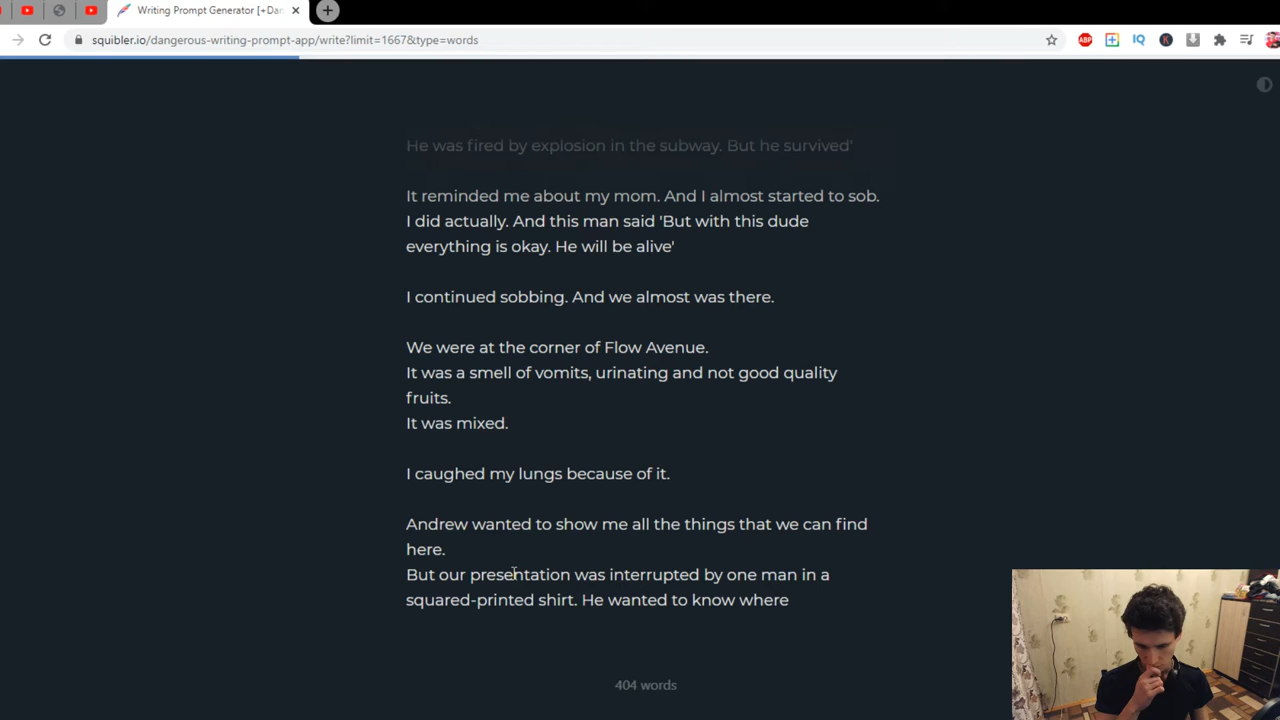 Writing Prompt Generator [+Dan
squibler.io/dangerous-writing-prompt-app/write?limit=1667&type=words
ABP
IQ
K
He was fired by explosion in the subway. But he survived'
It reminded me about my mom. And I almost started to sob.
I did actually. And this man said 'But with this dude
everything is okay. He will be alive'
I continued sobbing. And we almost was there.
We were at the corner of Flow Avenue.
It was a smell of vomits, urinating and not good quality
fruits.
It was mixed.
I caughed my lungs because of it.
Andrew wanted to show me all the things that we can find
here.
But our presentation was interrupted by one man in a
squared-printed shirt. He wanted to know where
404 words